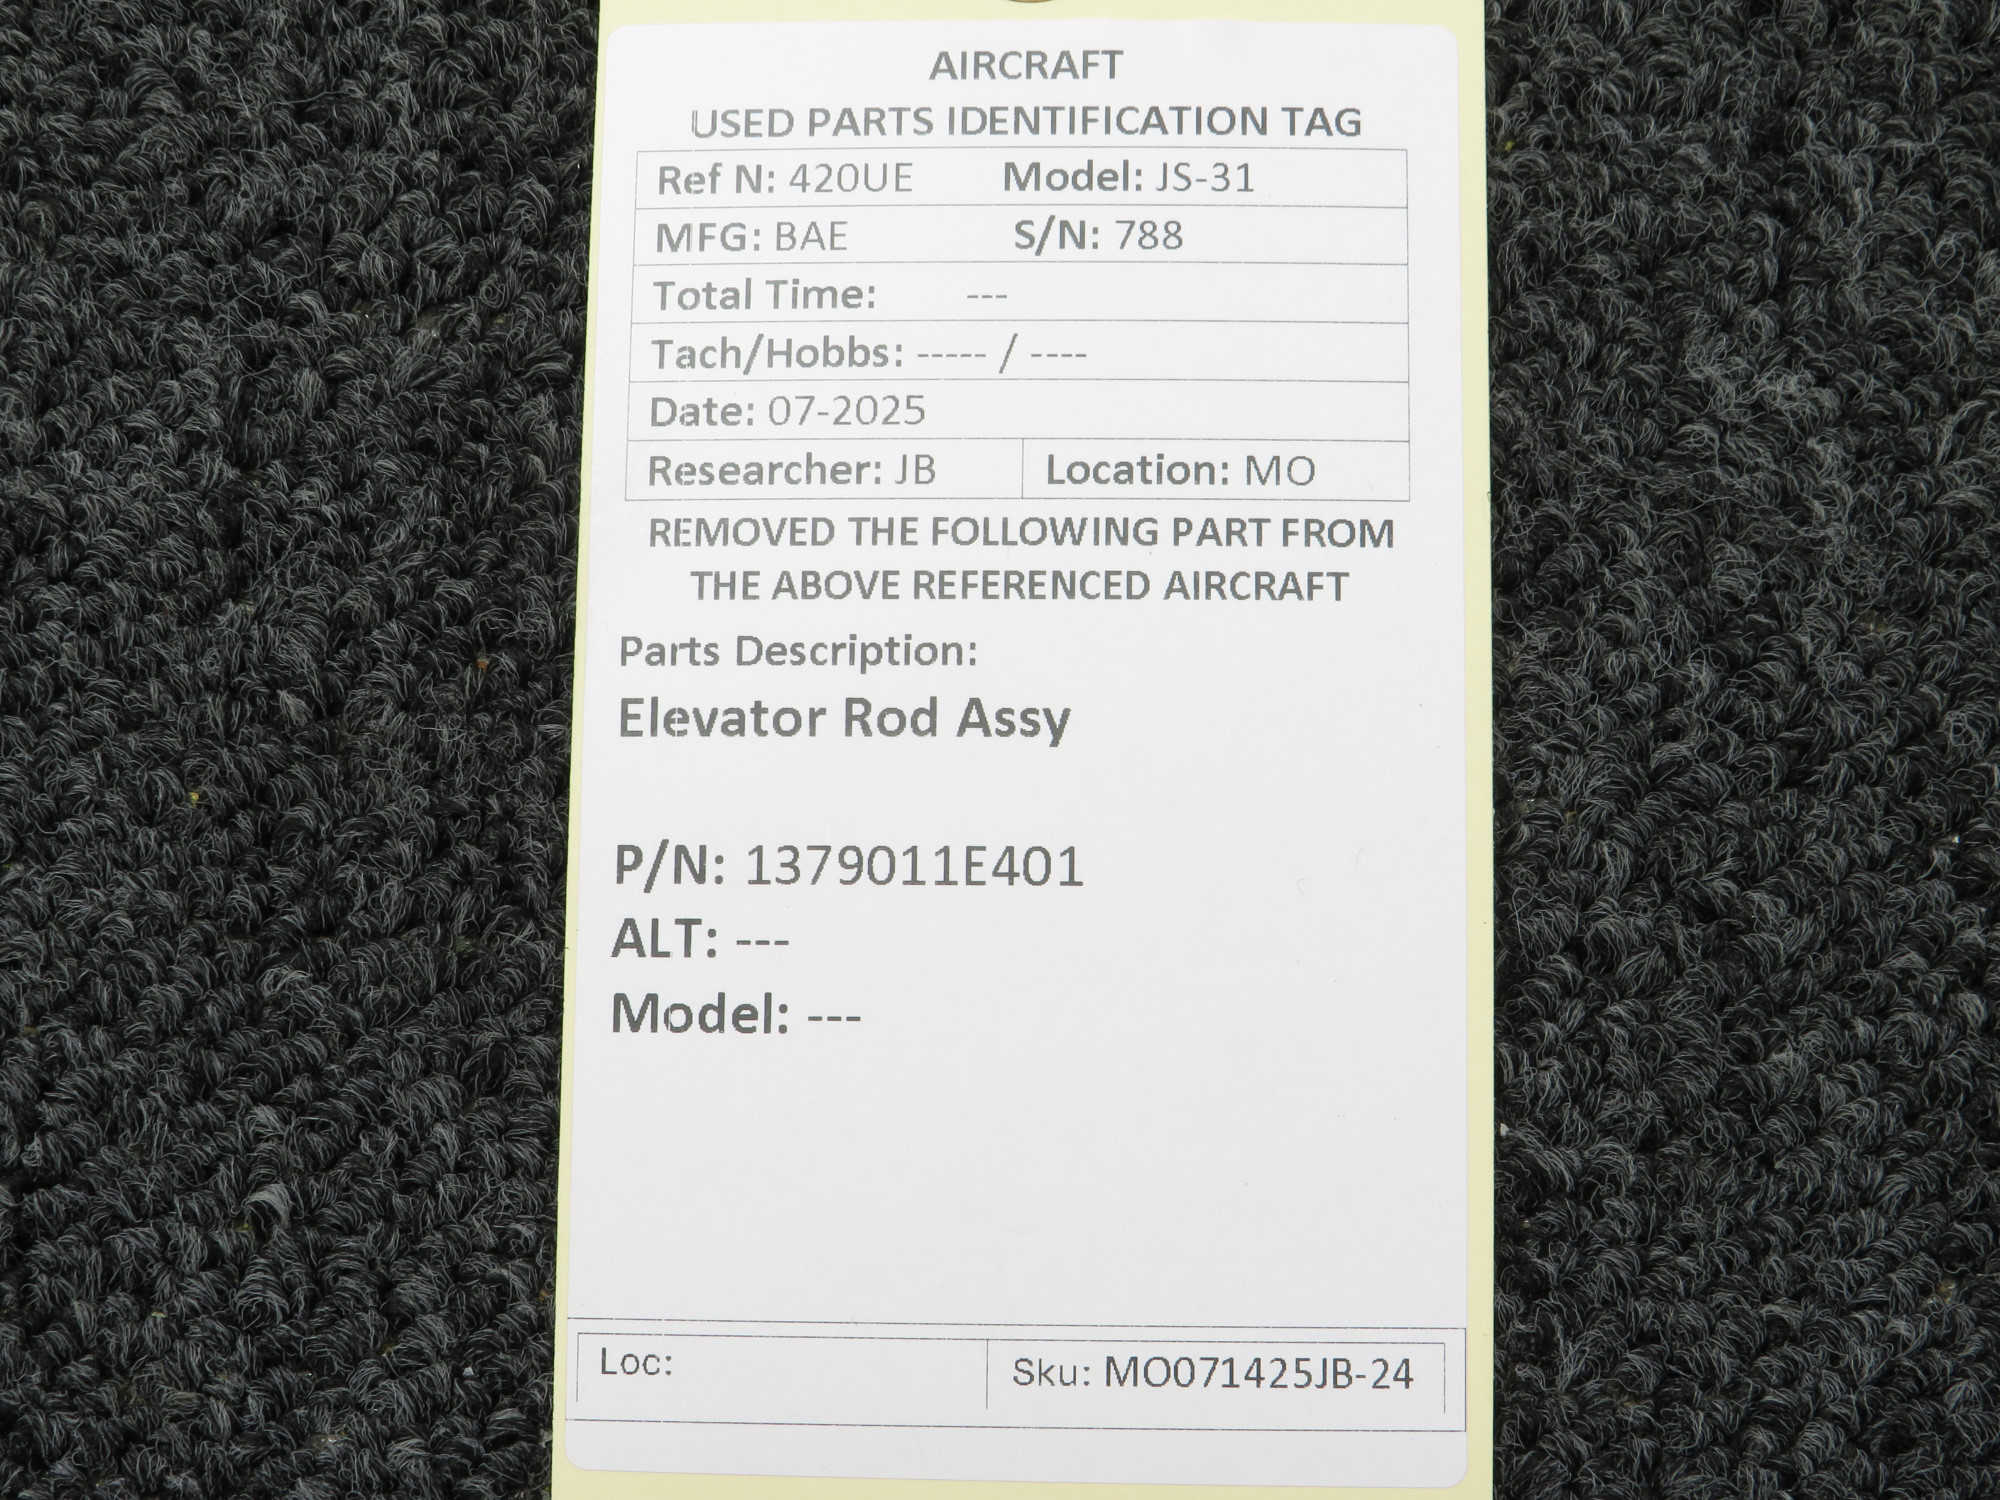 AIRCRAFT
USED PARTS IDENTIFICATION TAG
Ref N: 420UE Model: JS-31
MFG: BAE S/N: 788
Total Time: ---
Tach/Hobbs: ----- / ----
Date: 07-2025
Researcher: JB Location: MO
REMOVED THE FOLLOWING PART FROM
THE ABOVE REFERENCED AIRCRAFT
Parts Description:
Elevator Rod Assy
P/N: 1379011E401
ALT: ---
Model: ---
Loc: Sku: MO071425JB-24